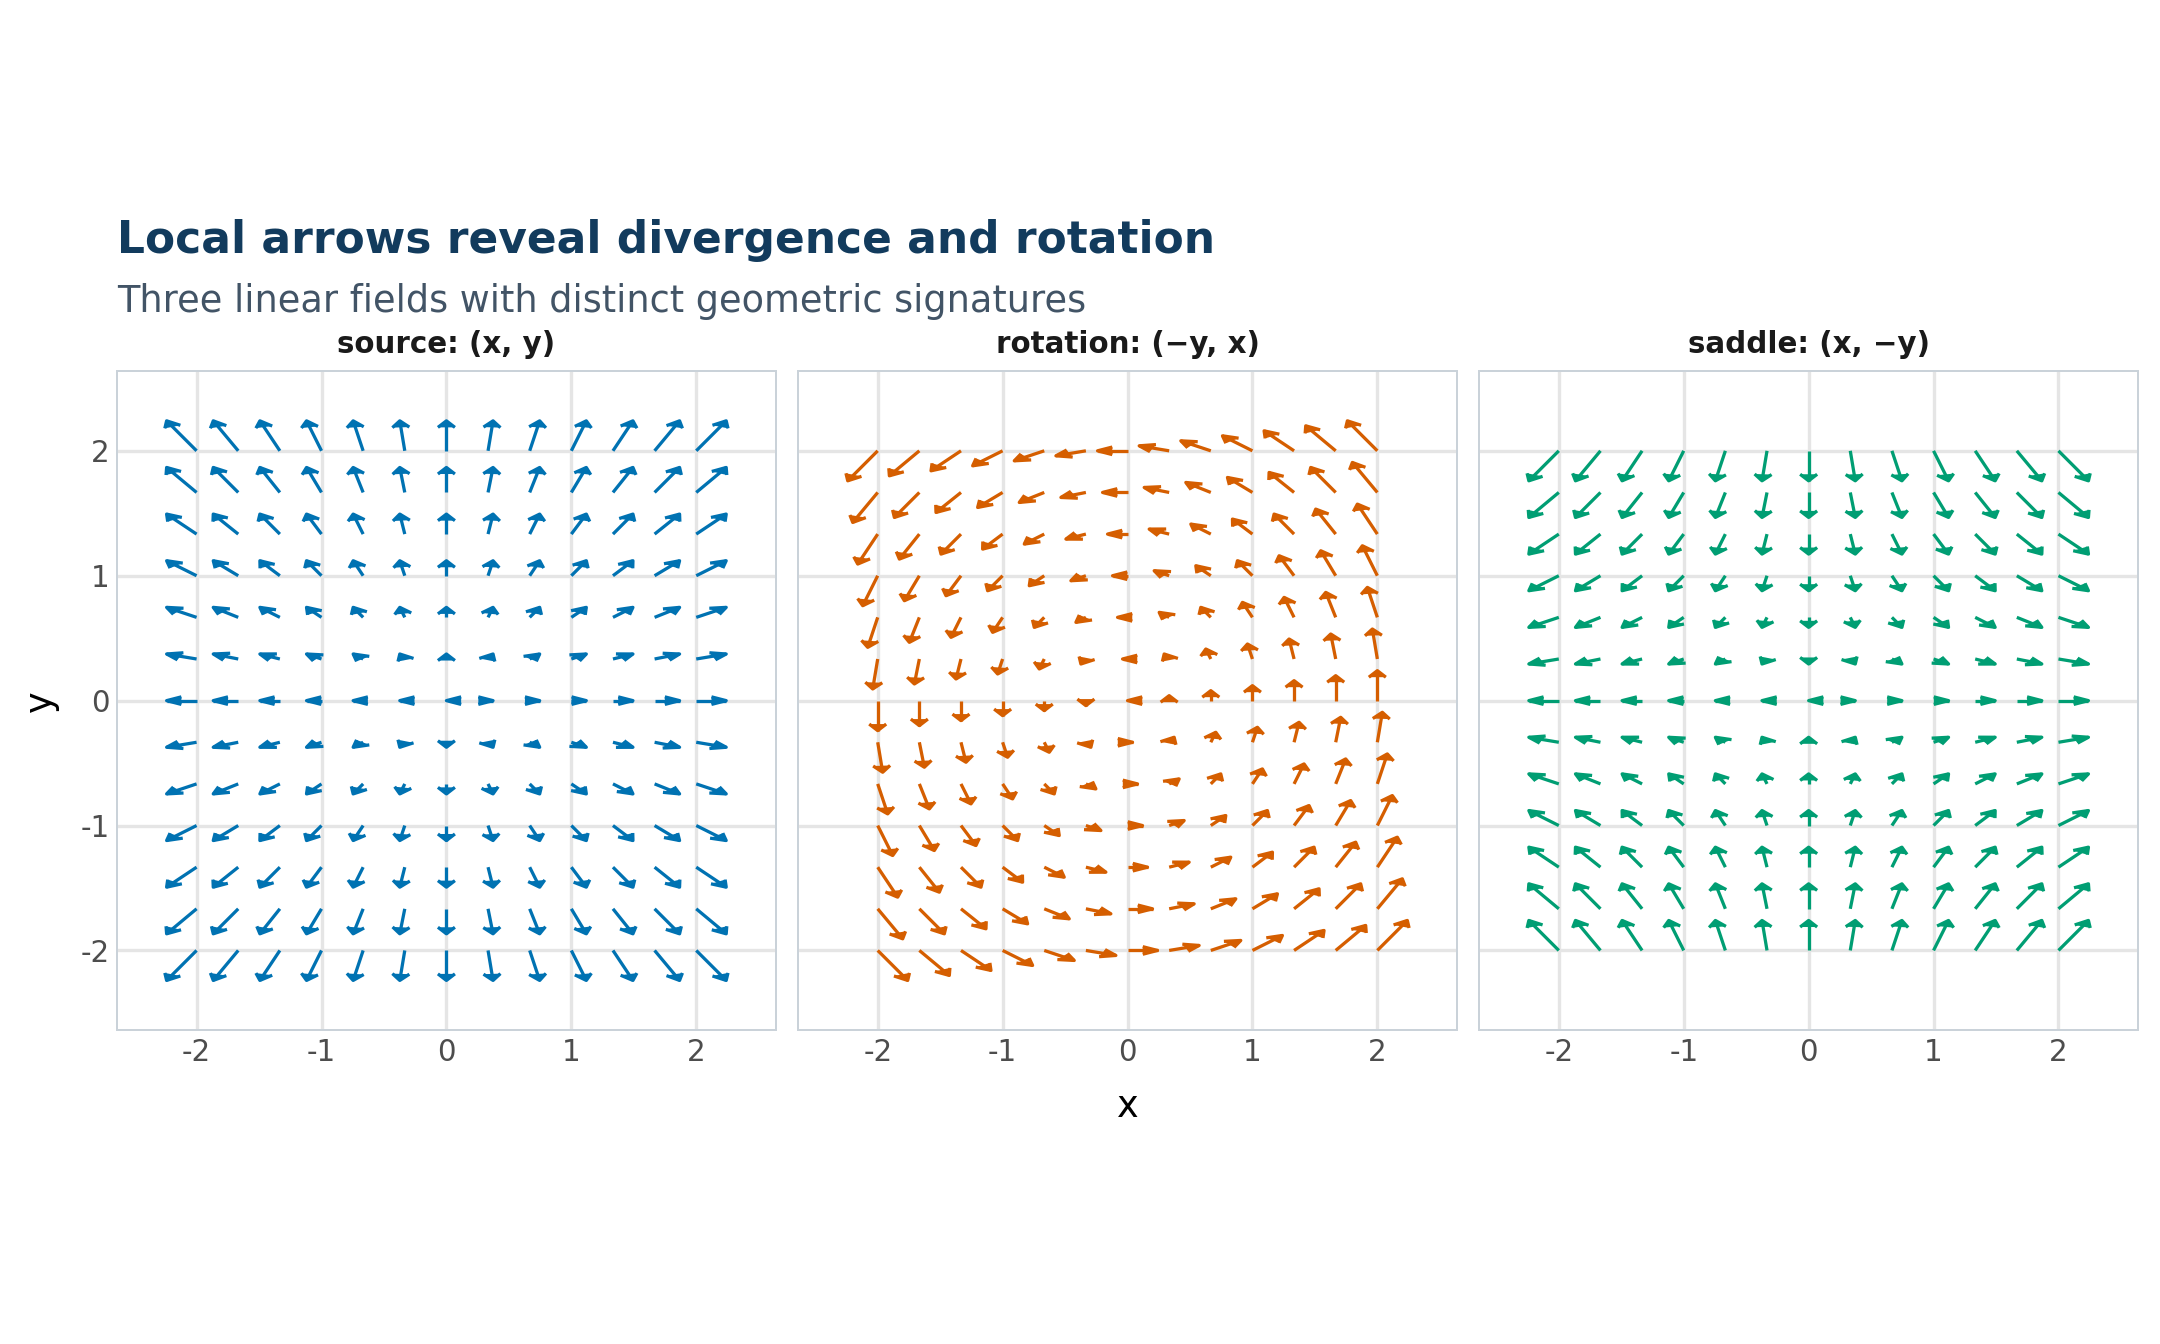 Local arrows reveal divergence and rotation
Three linear fields with distinct geometric signatures
source: (x, y)
rotation: (−y, x)
saddle: (x, −y)
y
2
1
0
-1
-2
-2 -1 0 1 2
-2 -1 0 1 2
-2 -1 0 1 2
x